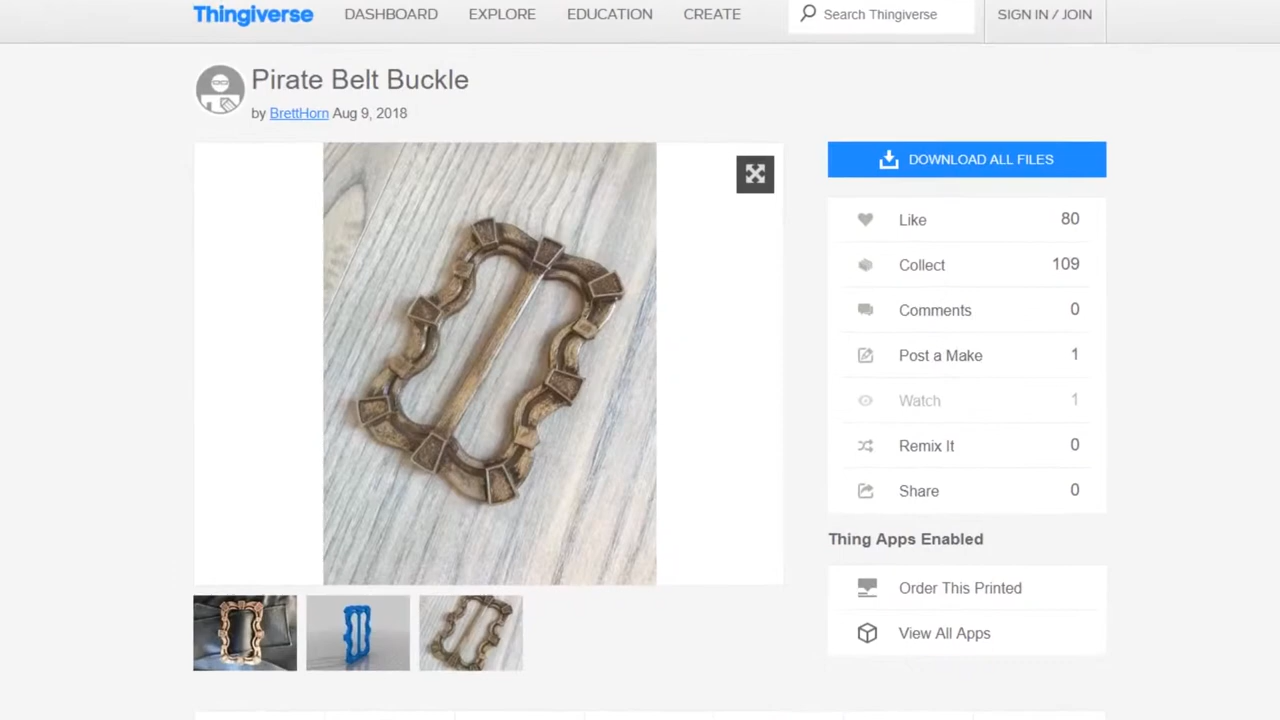 Thingiverse DASHBOARD EXPLORE EDUCATION CREATE Search Thingiverse SIGN IN / JOIN
Pirate Belt Buckle
by BrettHorn Aug 9, 2018
DOWNLOAD ALL FILES
Like 80
Collect 109
Comments 0
Post a Make 1
Watch 1
Remix It 0
Share 0
Thing Apps Enabled
Order This Printed
View All Apps